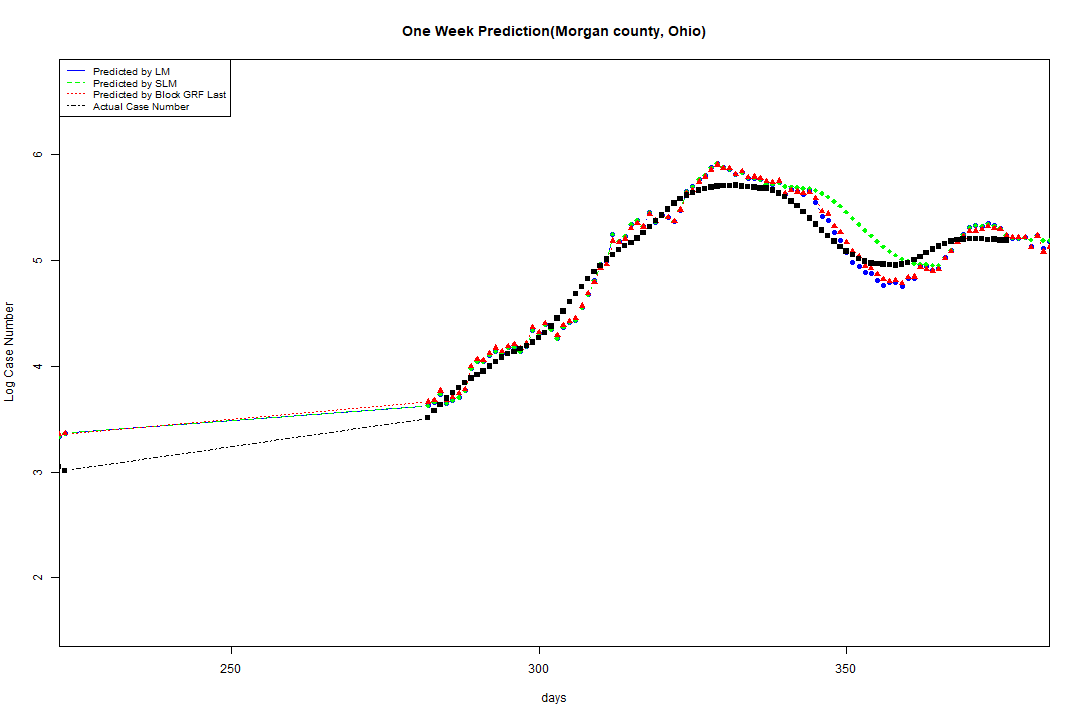 One Week Prediction(Morgan county, Ohio)
Predicted by LM
Predicted by SLM
Predicted by Block GRF Last
Actual Case Number
Log Case Number
6
5
4
3
2
250 300 350
days